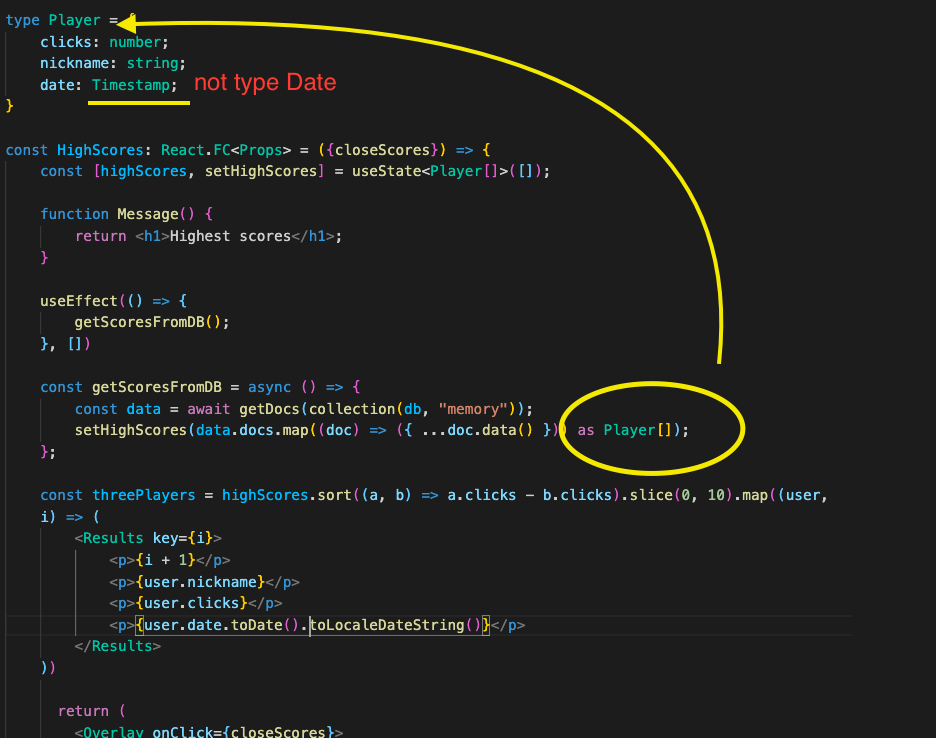 type Player = {
clicks: number;
nickname: string;
date: Timestamp; not type Date
}
const HighScores: React.FC<Props> = ({closeScores}) => {
const [highScores, setHighScores] = useState<Player[]>([]);
function Message() {
return <h1>Highest scores</h1>;
}
useEffect(() => {
getScoresFromDB();
}, [])
const getScoresFromDB = async () => {
const data = await getDocs(collection(db, "memory"));
setHighScores(data.docs.map((doc) => ({ ...doc.data() })) as Player[]);
};
const threePlayers = highScores.sort((a, b) => a.clicks - b.clicks).slice(0, 10).map((user,
i) => (
<Results key={i}>
<p>{i + 1}</p>
<p>{user.nickname}</p>
<p>{user.clicks}</p>
<p>{user.date.toDate().toLocaleDateString()}</p>
</Results>
))
return (
<Overlay onClick={closeScores}>